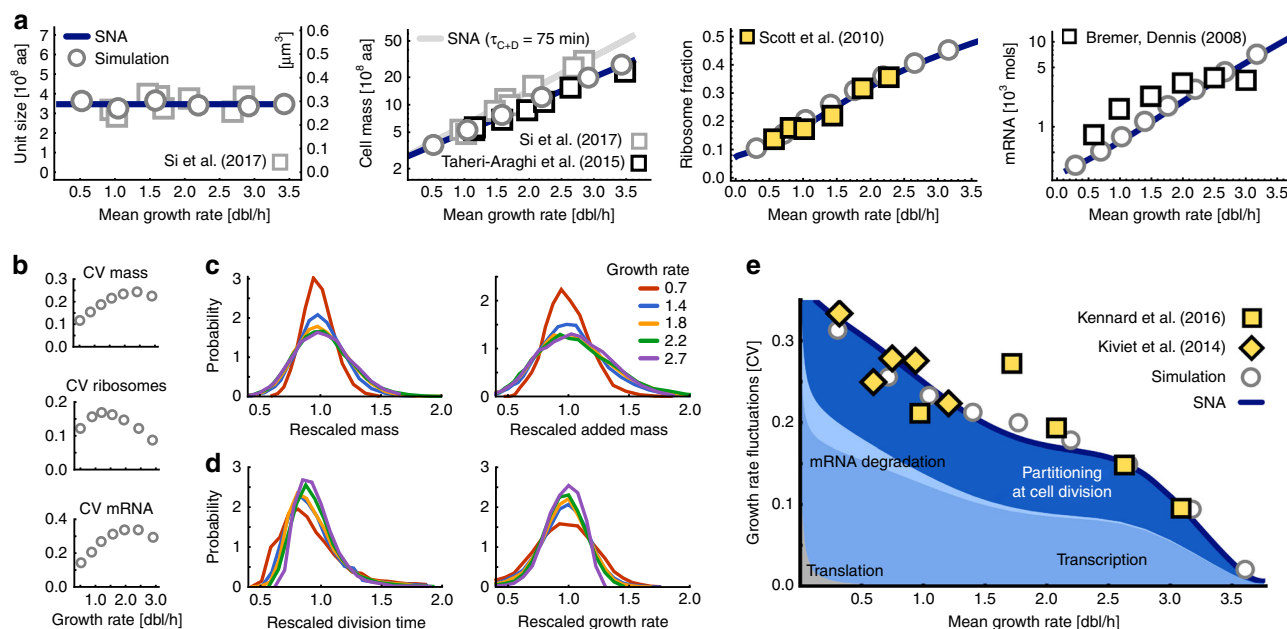 a
Unit size [10⁸ aa]
7
6
5
4
3
2
1
0
SNA
Simulation
Si et al. (2017)
0.6
0.5
0.4
0.3
0.2
0.1
0.0
[μm³]
0.5 1.0 1.5 2.0 2.5 3.0 3.5
Mean growth rate [dbl/h]
Cell mass [10⁸ aa]
50
20
10
5
2
SNA (τC+D = 75 min)
Si et al. (2017)
Taheri-Araghi et al. (2015)
0.5 1.0 1.5 2.0 2.5 3.0 3.5
Mean growth rate [dbl/h]
Ribosome fraction
0.5
0.4
0.3
0.2
0.1
0.0
Scott et al. (2010)
0.0 0.5 1.0 1.5 2.0 2.5 3.0 3.5
Mean growth rate [dbl/h]
mRNA [10³ mols]
10
5
1
Bremer, Dennis (2008)
0.0 0.5 1.0 1.5 2.0 2.5 3.0 3.5
Mean growth rate [dbl/h]
b
CV mass
0.3
0.2
0.1
0.0
CV ribosomes
0.2
0.1
0.0
CV mRNA
0.4
0.2
0.0
1.0 2.0 3.0
Growth rate [dbl/h]
c
Probability
3
2
1
0
0.5 1.0 1.5 2.0
Rescaled mass
2
1
0
0.5 1.0 1.5 2.0
Rescaled added mass
Growth rate
0.7
1.4
1.8
2.2
2.7
d
Probability
3
2
1
0
0.5 1.0 1.5 2.0
Rescaled division time
3
2
1
0
0.5 1.0 1.5 2.0
Rescaled growth rate
e
Growth rate fluctuations [CV]
0.3
0.2
0.1
0.0
Kennard et al. (2016)
Kiviet et al. (2014)
Simulation
SNA
mRNA degradation
Partitioning
at cell division
Transcription
Translation
0.5 1.0 1.5 2.0 2.5 3.0 3.5
Mean growth rate [dbl/h]